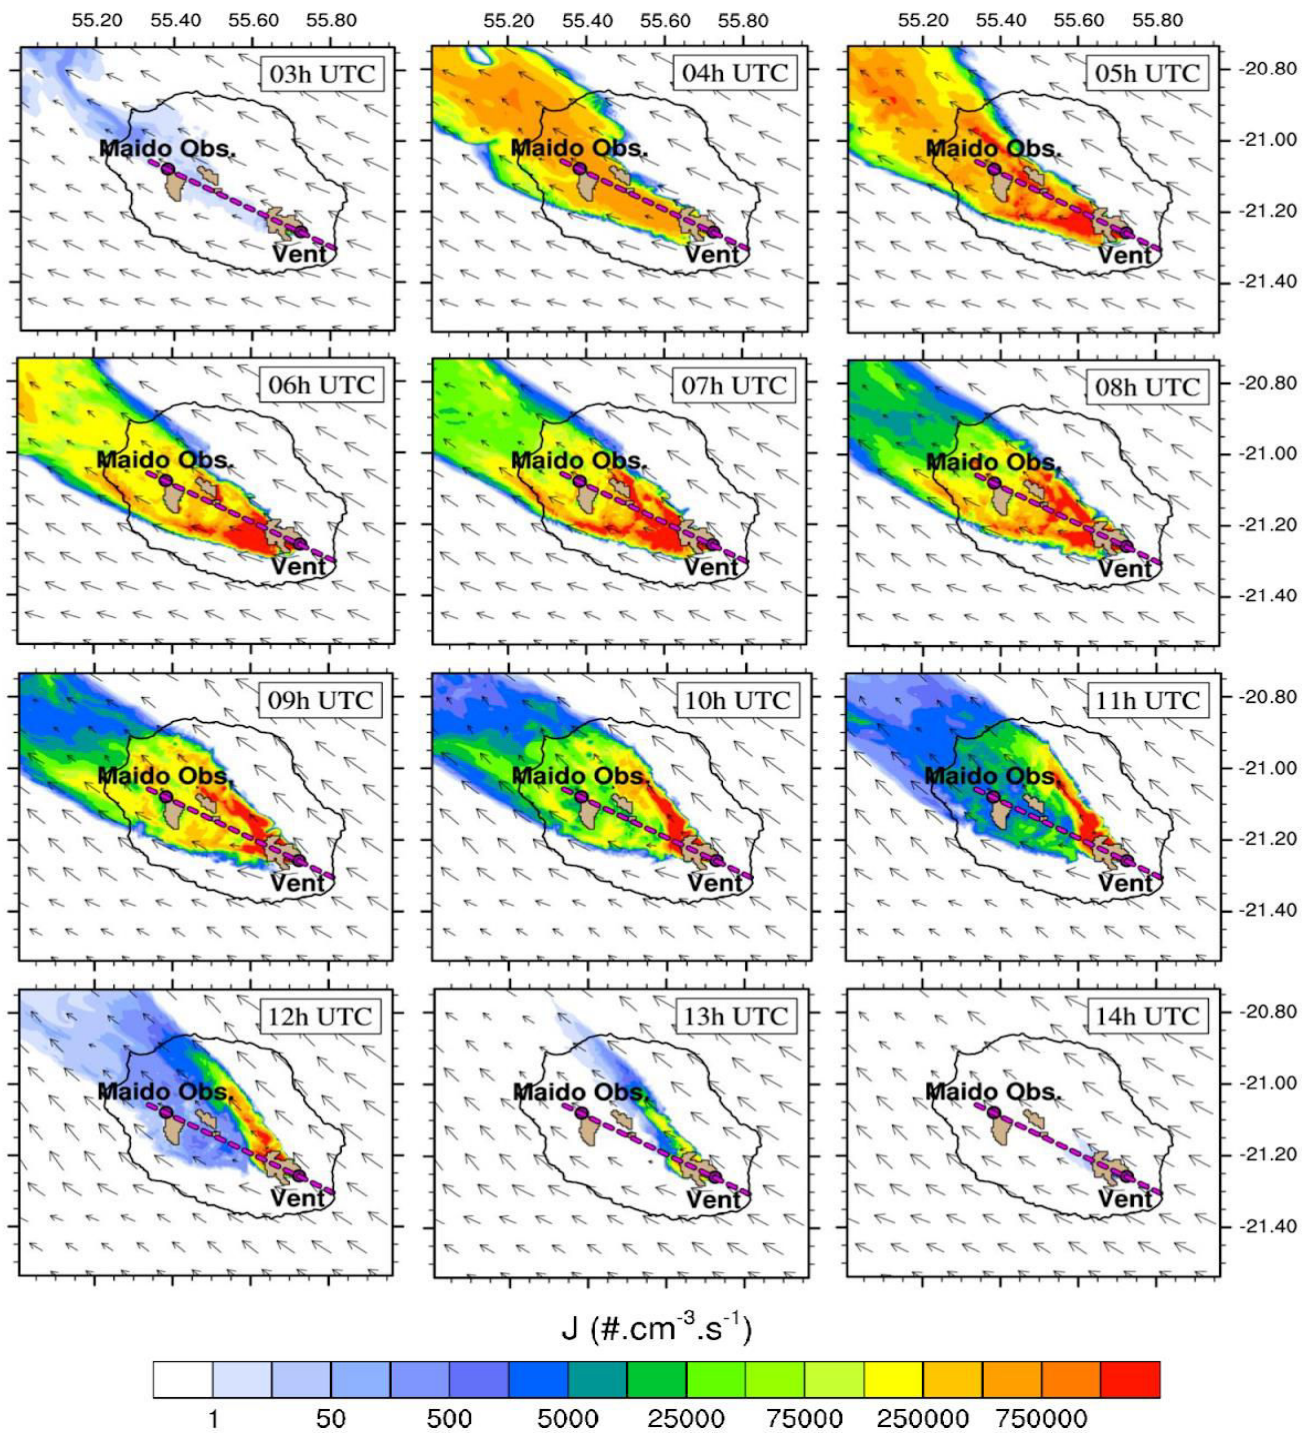 55.20 55.40 55.60 55.80 55.20 55.40 55.60 55.80 55.20 55.40 55.60 55.80
03h UTC
Maido Obs.
Vent
04h UTC
Maido Obs.
Vent
05h UTC
Maido Obs.
Vent
-20.80
-21.00
-21.20
-21.40
06h UTC
Maido Obs.
Vent
07h UTC
Maido Obs.
Vent
08h UTC
Maido Obs.
Vent
-20.80
-21.00
-21.20
-21.40
09h UTC
Maido Obs.
Vent
10h UTC
Maido Obs.
Vent
11h UTC
Maido Obs.
Vent
-20.80
-21.00
-21.20
-21.40
12h UTC
Maido Obs.
Vent
13h UTC
Maido Obs.
Vent
14h UTC
Maido Obs.
Vent
-20.80
-21.00
-21.20
-21.40
J (#.cm⁻³.s⁻¹)
1 50 500 5000 25000 75000 250000 750000